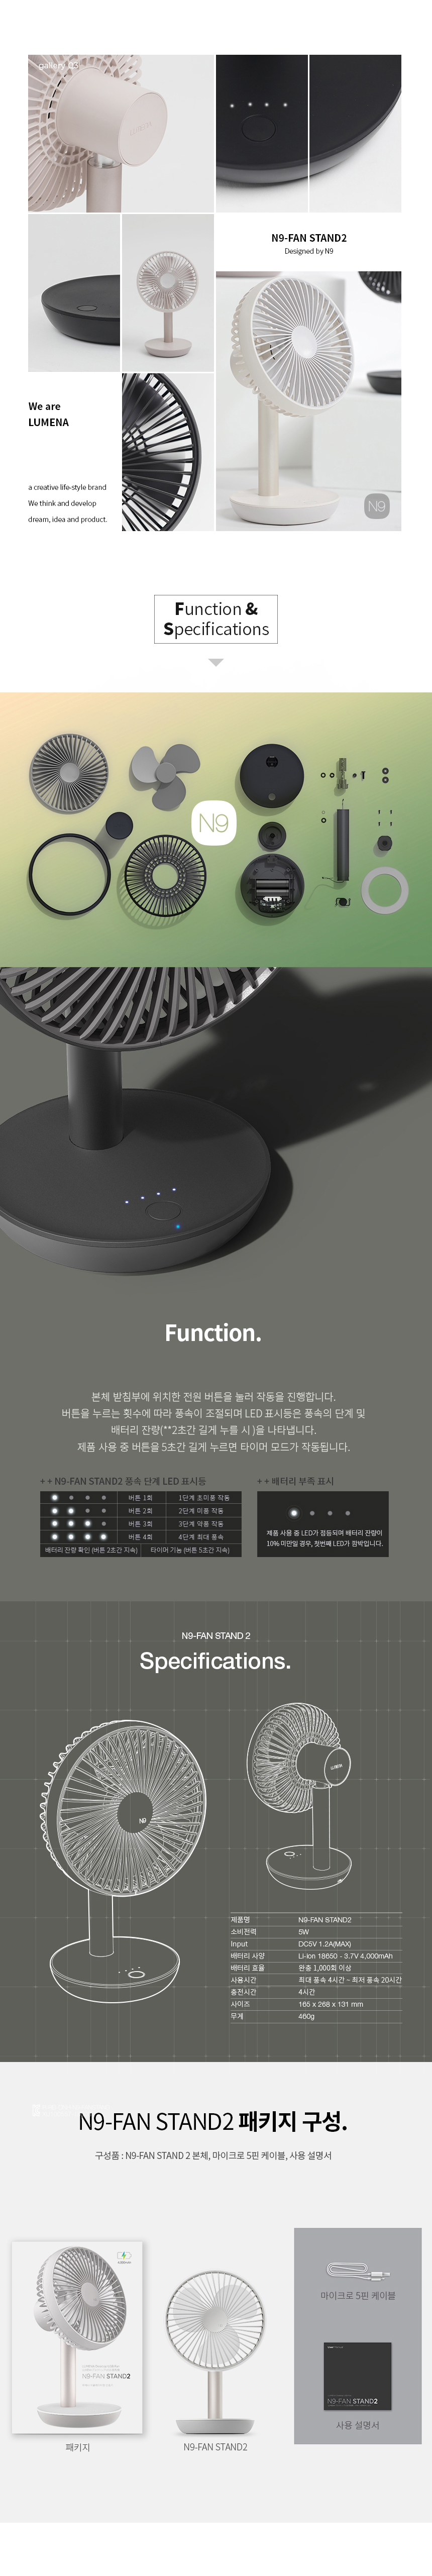 gallery 03
N9-FAN STAND2
Designed by N9
We are
LUMENA
a creative life-style brand
We think and develop
dream, idea and product.
N9
Function &
Specifications
N9
Function.
본체 받침부에 위치한 전원 버튼을 눌러 작동을 진행합니다.
버튼을 누르는 횟수에 따라 풍속이 조절되며 LED 표시등은 풍속의 단계 및
배터리 잔량(**2초간 길게 누를 시 )을 나타냅니다.
제품 사용 중 버튼을 5초간 길게 누르면 타이머 모드가 작동됩니다.
++ N9-FAN STAND2 풍속 단계 LED 표시등
버튼 1회 1단계 초미풍 작동
버튼 2회 2단계 미풍 작동
버튼 3회 3단계 약풍 작동
버튼 4회 4단계 최대 풍속
배터리 잔량 확인 (버튼 2초간 지속) 타이머 기능 (버튼 5초간 지속)
++ 배터리 부족 표시
제품 사용 중 LED가 점등되며 배터리 잔량이
10% 미만일 경우, 첫번째 LED가 깜박입니다.
N9-FAN STAND 2
Specifications.
N9
LUMENA
제품명 N9-FAN STAND2
소비전력 5W
Input DC5V 1.2A(MAX)
배터리 사양 Li-ion 18650 - 3.7V 4,000mAh
배터리 효율 완충 1,000회 이상
사용시간 최대 풍속 4시간 ~ 최저 풍속 20시간
충전시간 4시간
사이즈 165 x 268 x 131 mm
무게 460g
N9-FAN STAND2 패키지 구성.
구성품 : N9-FAN STAND 2 본체, 마이크로 5핀 케이블, 사용 설명서
N9-FAN STAND2
패키지
N9-FAN STAND2
마이크로 5핀 케이블
N9-FAN STAND2
사용 설명서